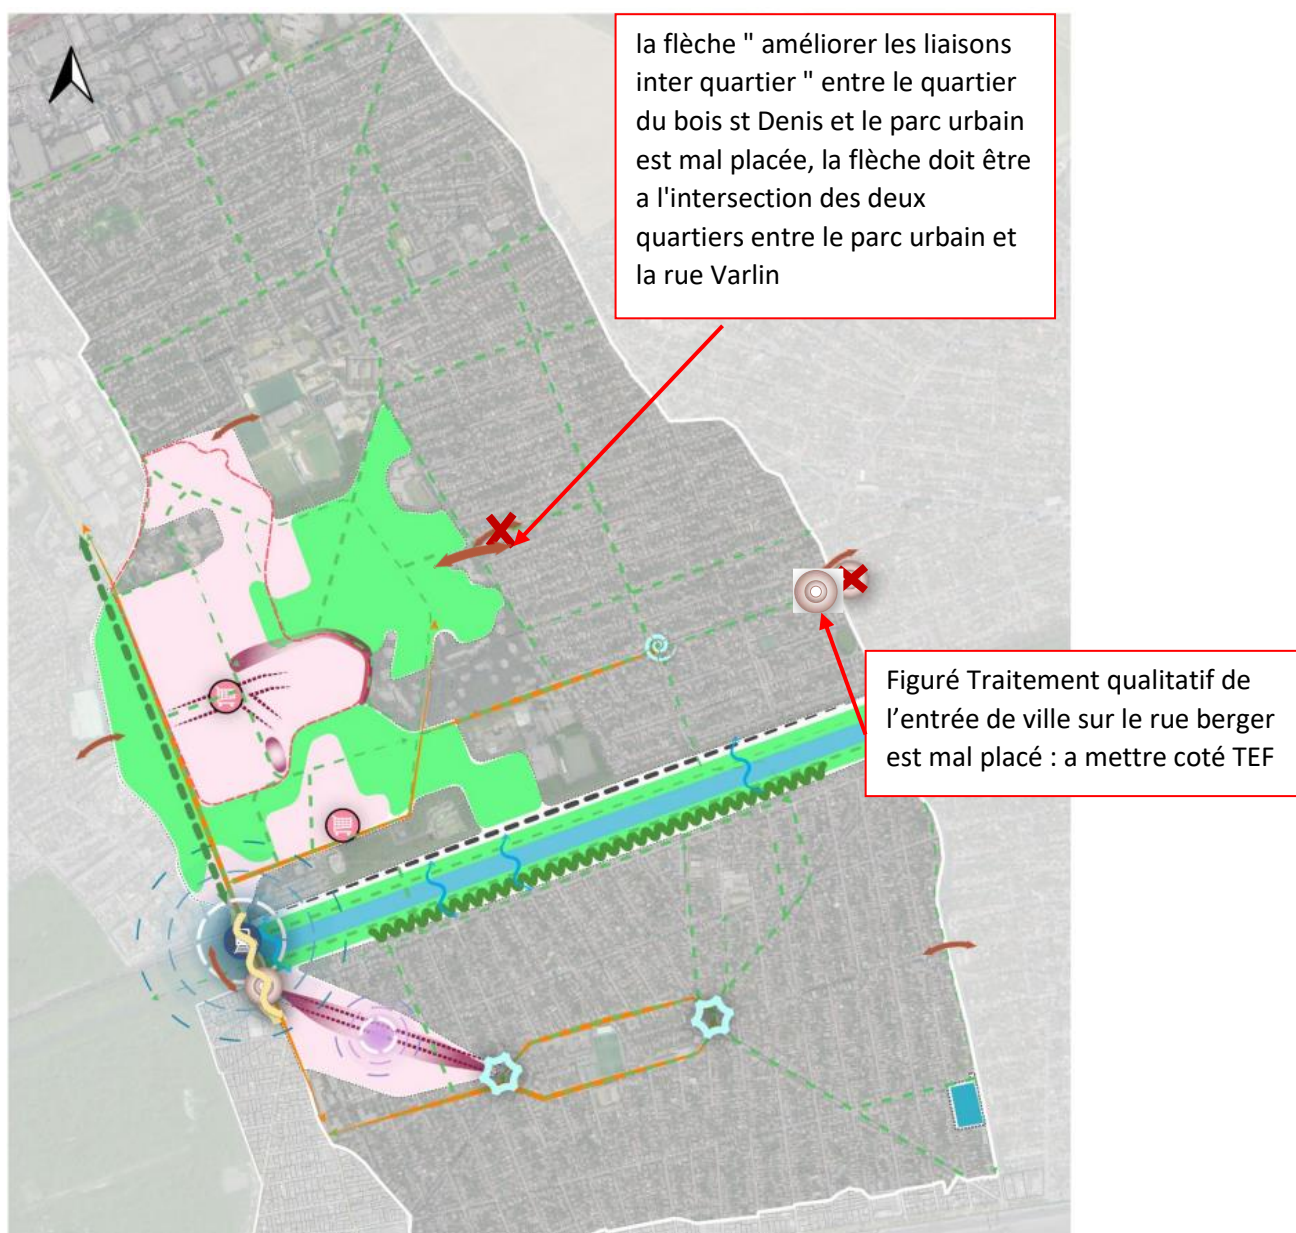 la flèche " améliorer les liaisons
inter quartier " entre le quartier
du bois st Denis et le parc urbain
est mal placée, la flèche doit être
a l'intersection des deux
quartiers entre le parc urbain et
la rue Varlin
Figuré Traitement qualitatif de
l’entrée de ville sur le rue berger
est mal placé : a mettre coté TEF